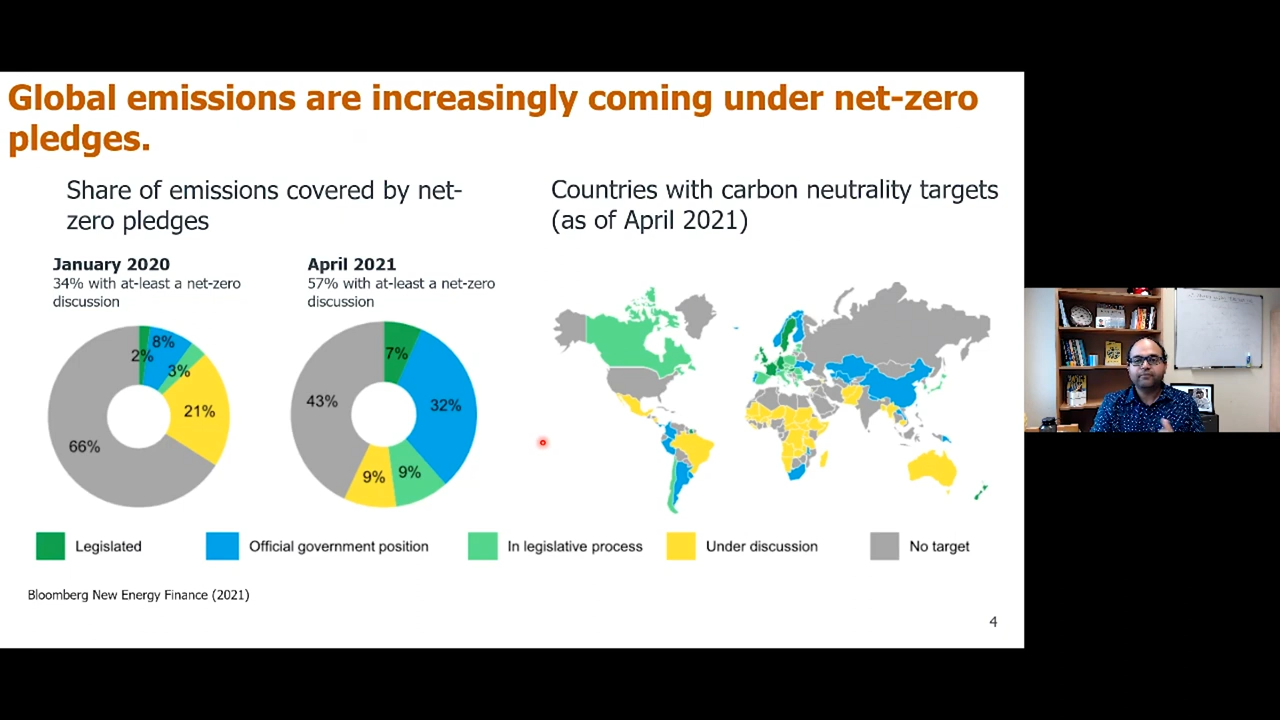 Global emissions are increasingly coming under net-zero
pledges.
Share of emissions covered by net-
zero pledges
Countries with carbon neutrality targets
(as of April 2021)
January 2020
34% with at-least a net-zero
discussion
April 2021
57% with at-least a net-zero
discussion
2%
8%
3%
21%
66%
7%
32%
9%
9%
43%
Legislated
Official government position
In legislative process
Under discussion
No target
Bloomberg New Energy Finance (2021)
4